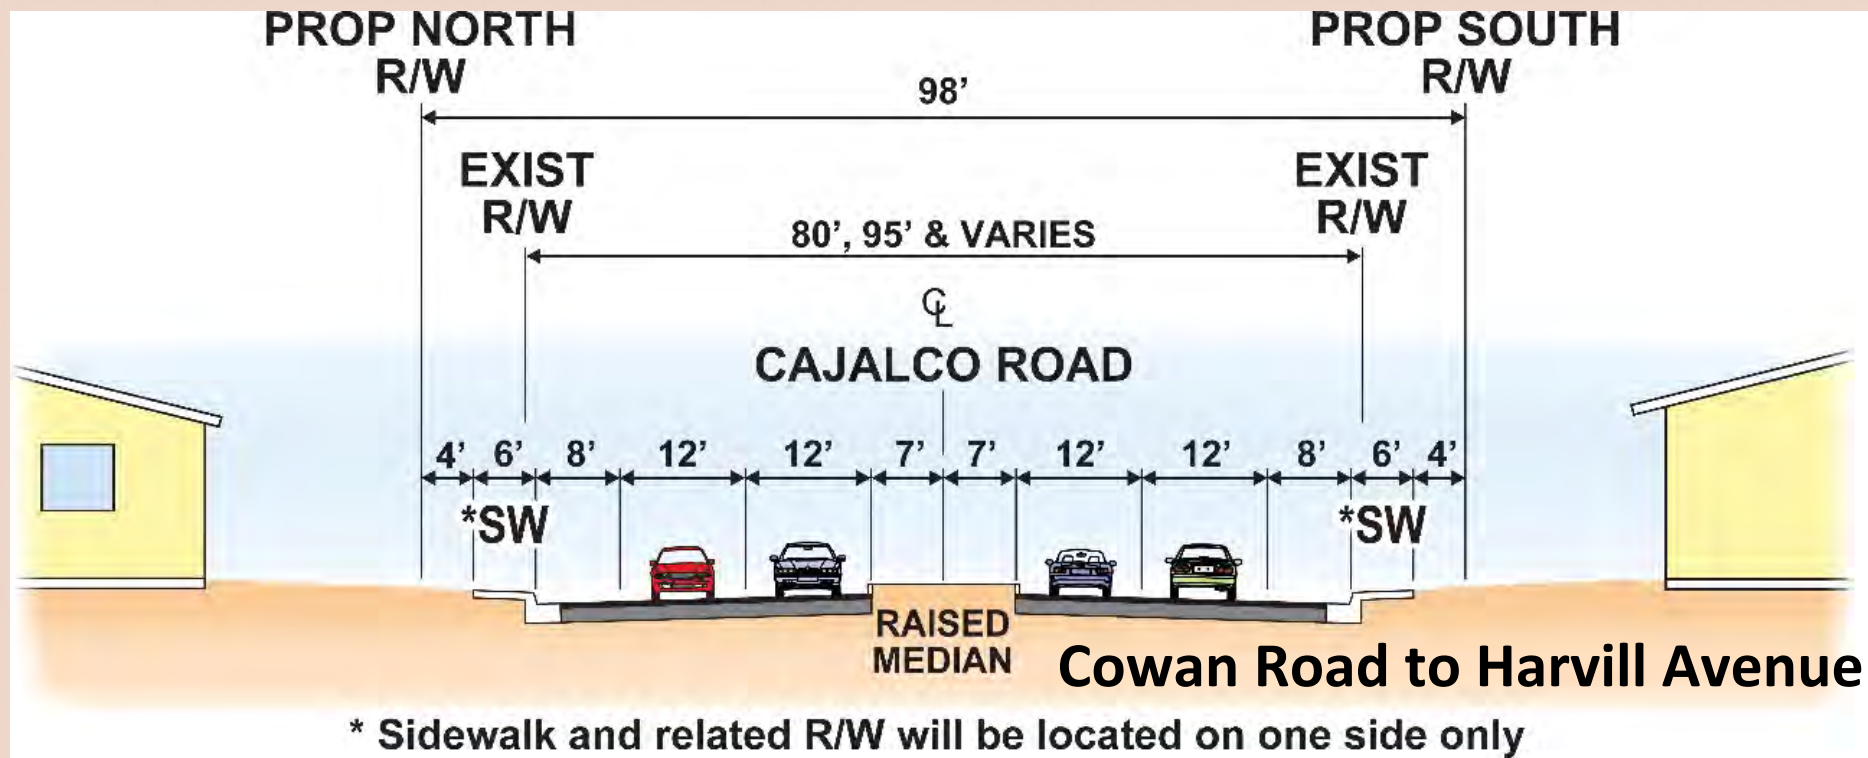 PROP NORTH
R/W
PROP SOUTH
R/W
98’
EXIST
R/W
EXIST
R/W
80’, 95’ & VARIES
℄
CAJALCO ROAD
4’ 6’ 8’ 12’ 12’ 7’ 7’ 12’ 12’ 8’ 6’ 4’
*SW
*SW
RAISED
MEDIAN
Cowan Road to Harvill Avenue
* Sidewalk and related R/W will be located on one side only